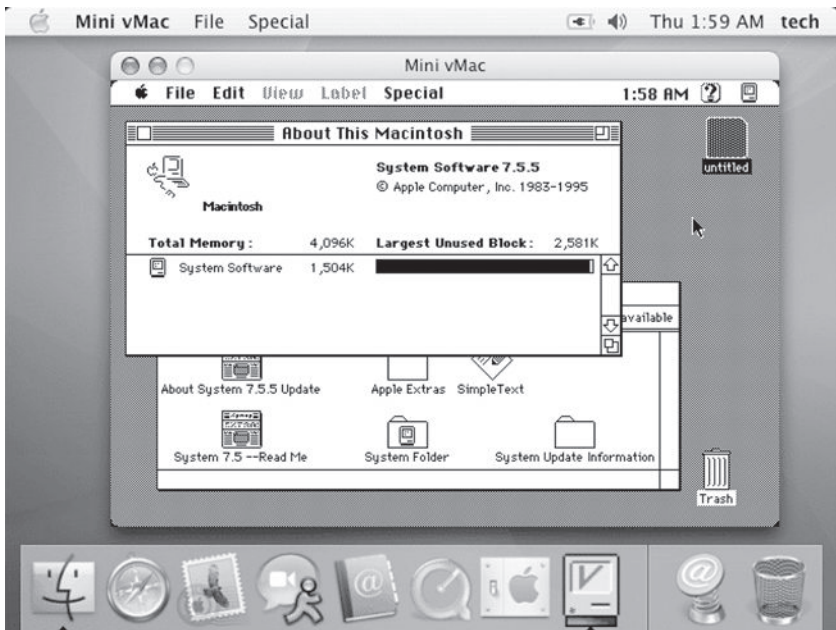 Mini vMac File Special Thu 1:59 AM tech
Mini vMac
File Edit View Label Special 1:58 AM
About This Macintosh
untitled
System Software 7.5.5
© Apple Computer, Inc. 1983-1995
Macintosh
Total Memory : 4,096K Largest Unused Block : 2,581K
System Software 1,504K
available
About System 7.5.5 Update Apple Extras SimpleText
System 7.5 --Read Me System Folder System Update Information
Trash